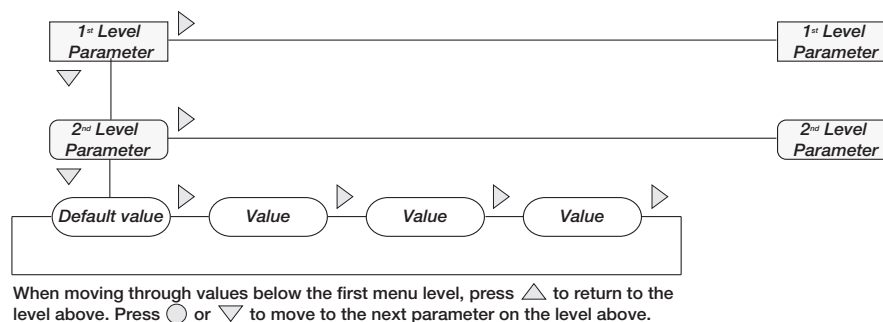 1st Level
Parameter
1st Level
Parameter
2nd Level
Parameter
2nd Level
Parameter
Default value
Value
Value
Value
When moving through values below the first menu level, press to return to the
level above. Press or to move to the next parameter on the level above.